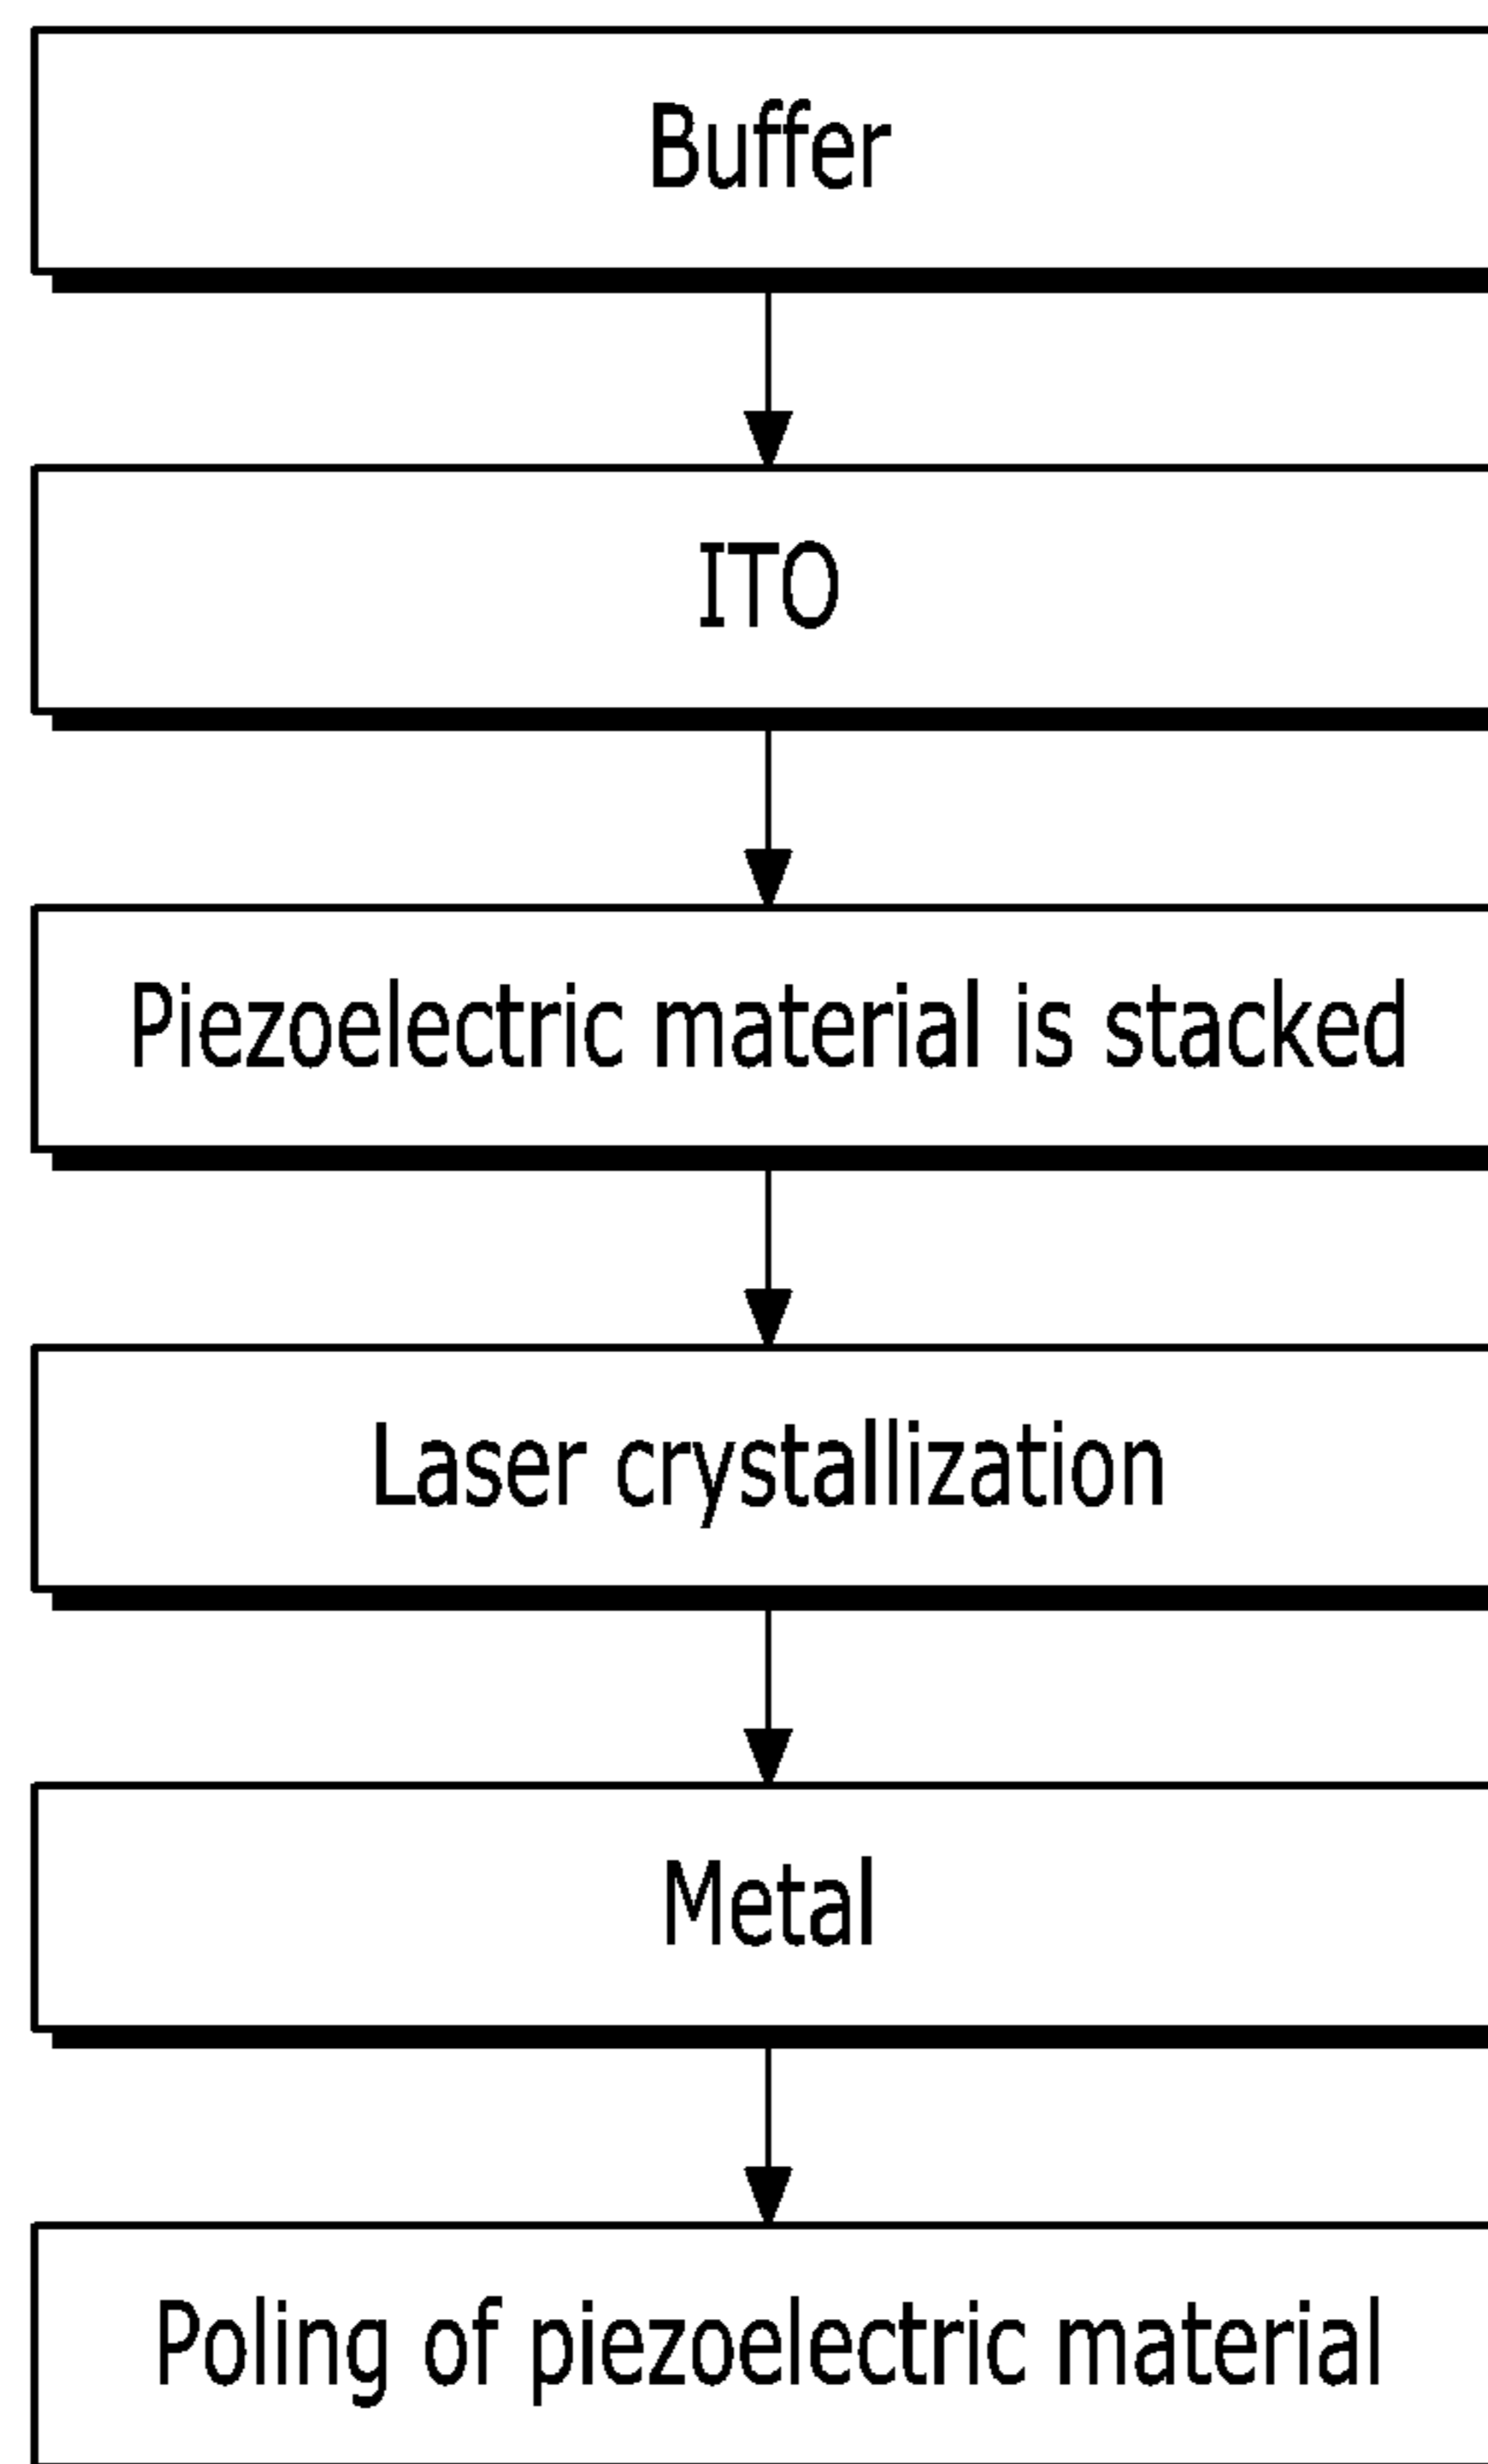 Buffer
ITO
Piezoelectric material is stacked
Laser crystallization
Metal
Poling of piezoelectric material